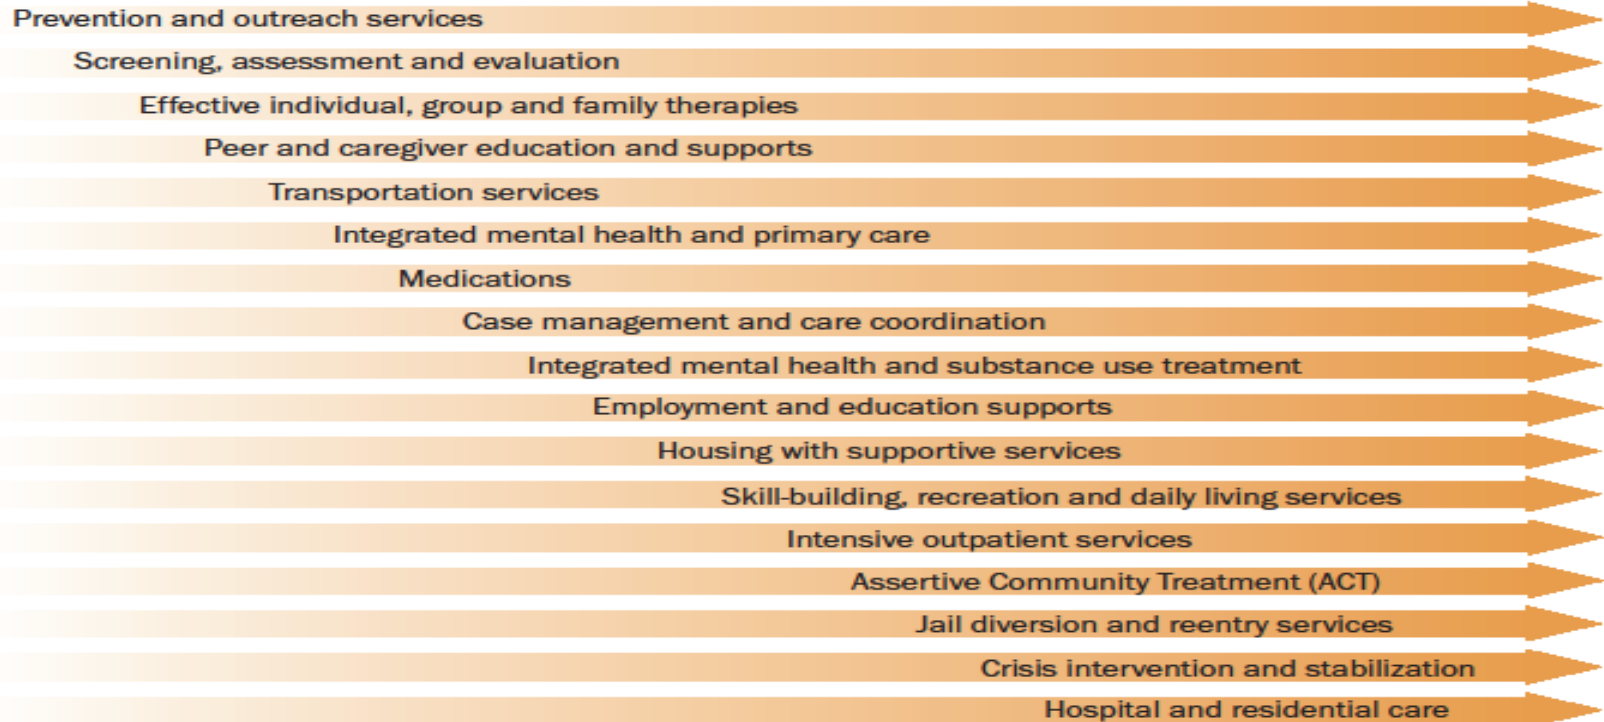 Prevention and outreach services
Screening, assessment and evaluation
Effective individual, group and family therapies
Peer and caregiver education and supports
Transportation services
Integrated mental health and primary care
Medications
Case management and care coordination
Integrated mental health and substance use treatment
Employment and education supports
Housing with supportive services
Skill-building, recreation and daily living services
Intensive outpatient services
Assertive Community Treatment (ACT)
Jail diversion and reentry services
Crisis intervention and stabilization
Hospital and residential care